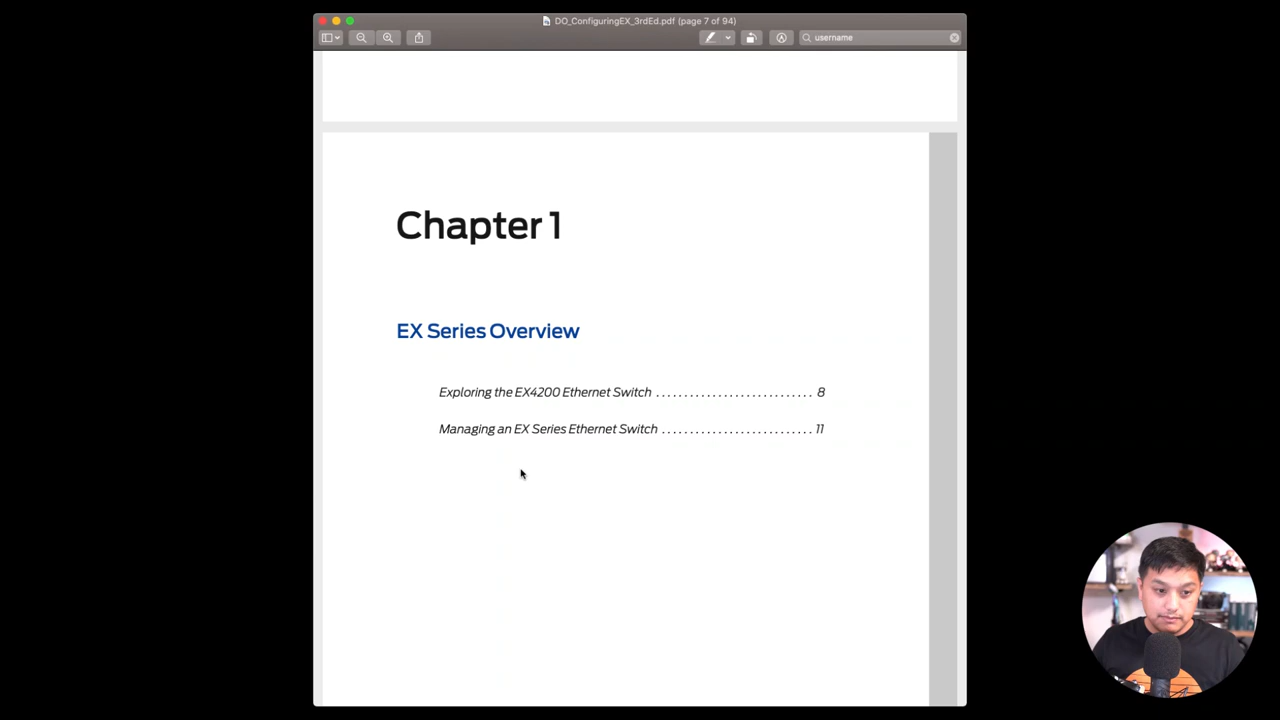 DO_ConfiguringEX_3rdEd.pdf (page 7 of 94)
username
Chapter 1
EX Series Overview
Exploring the EX4200 Ethernet Switch . . . . . . . . . . . . . . . . . . . . . . . . . . . . 8
Managing an EX Series Ethernet Switch . . . . . . . . . . . . . . . . . . . . . . . . . . . 11